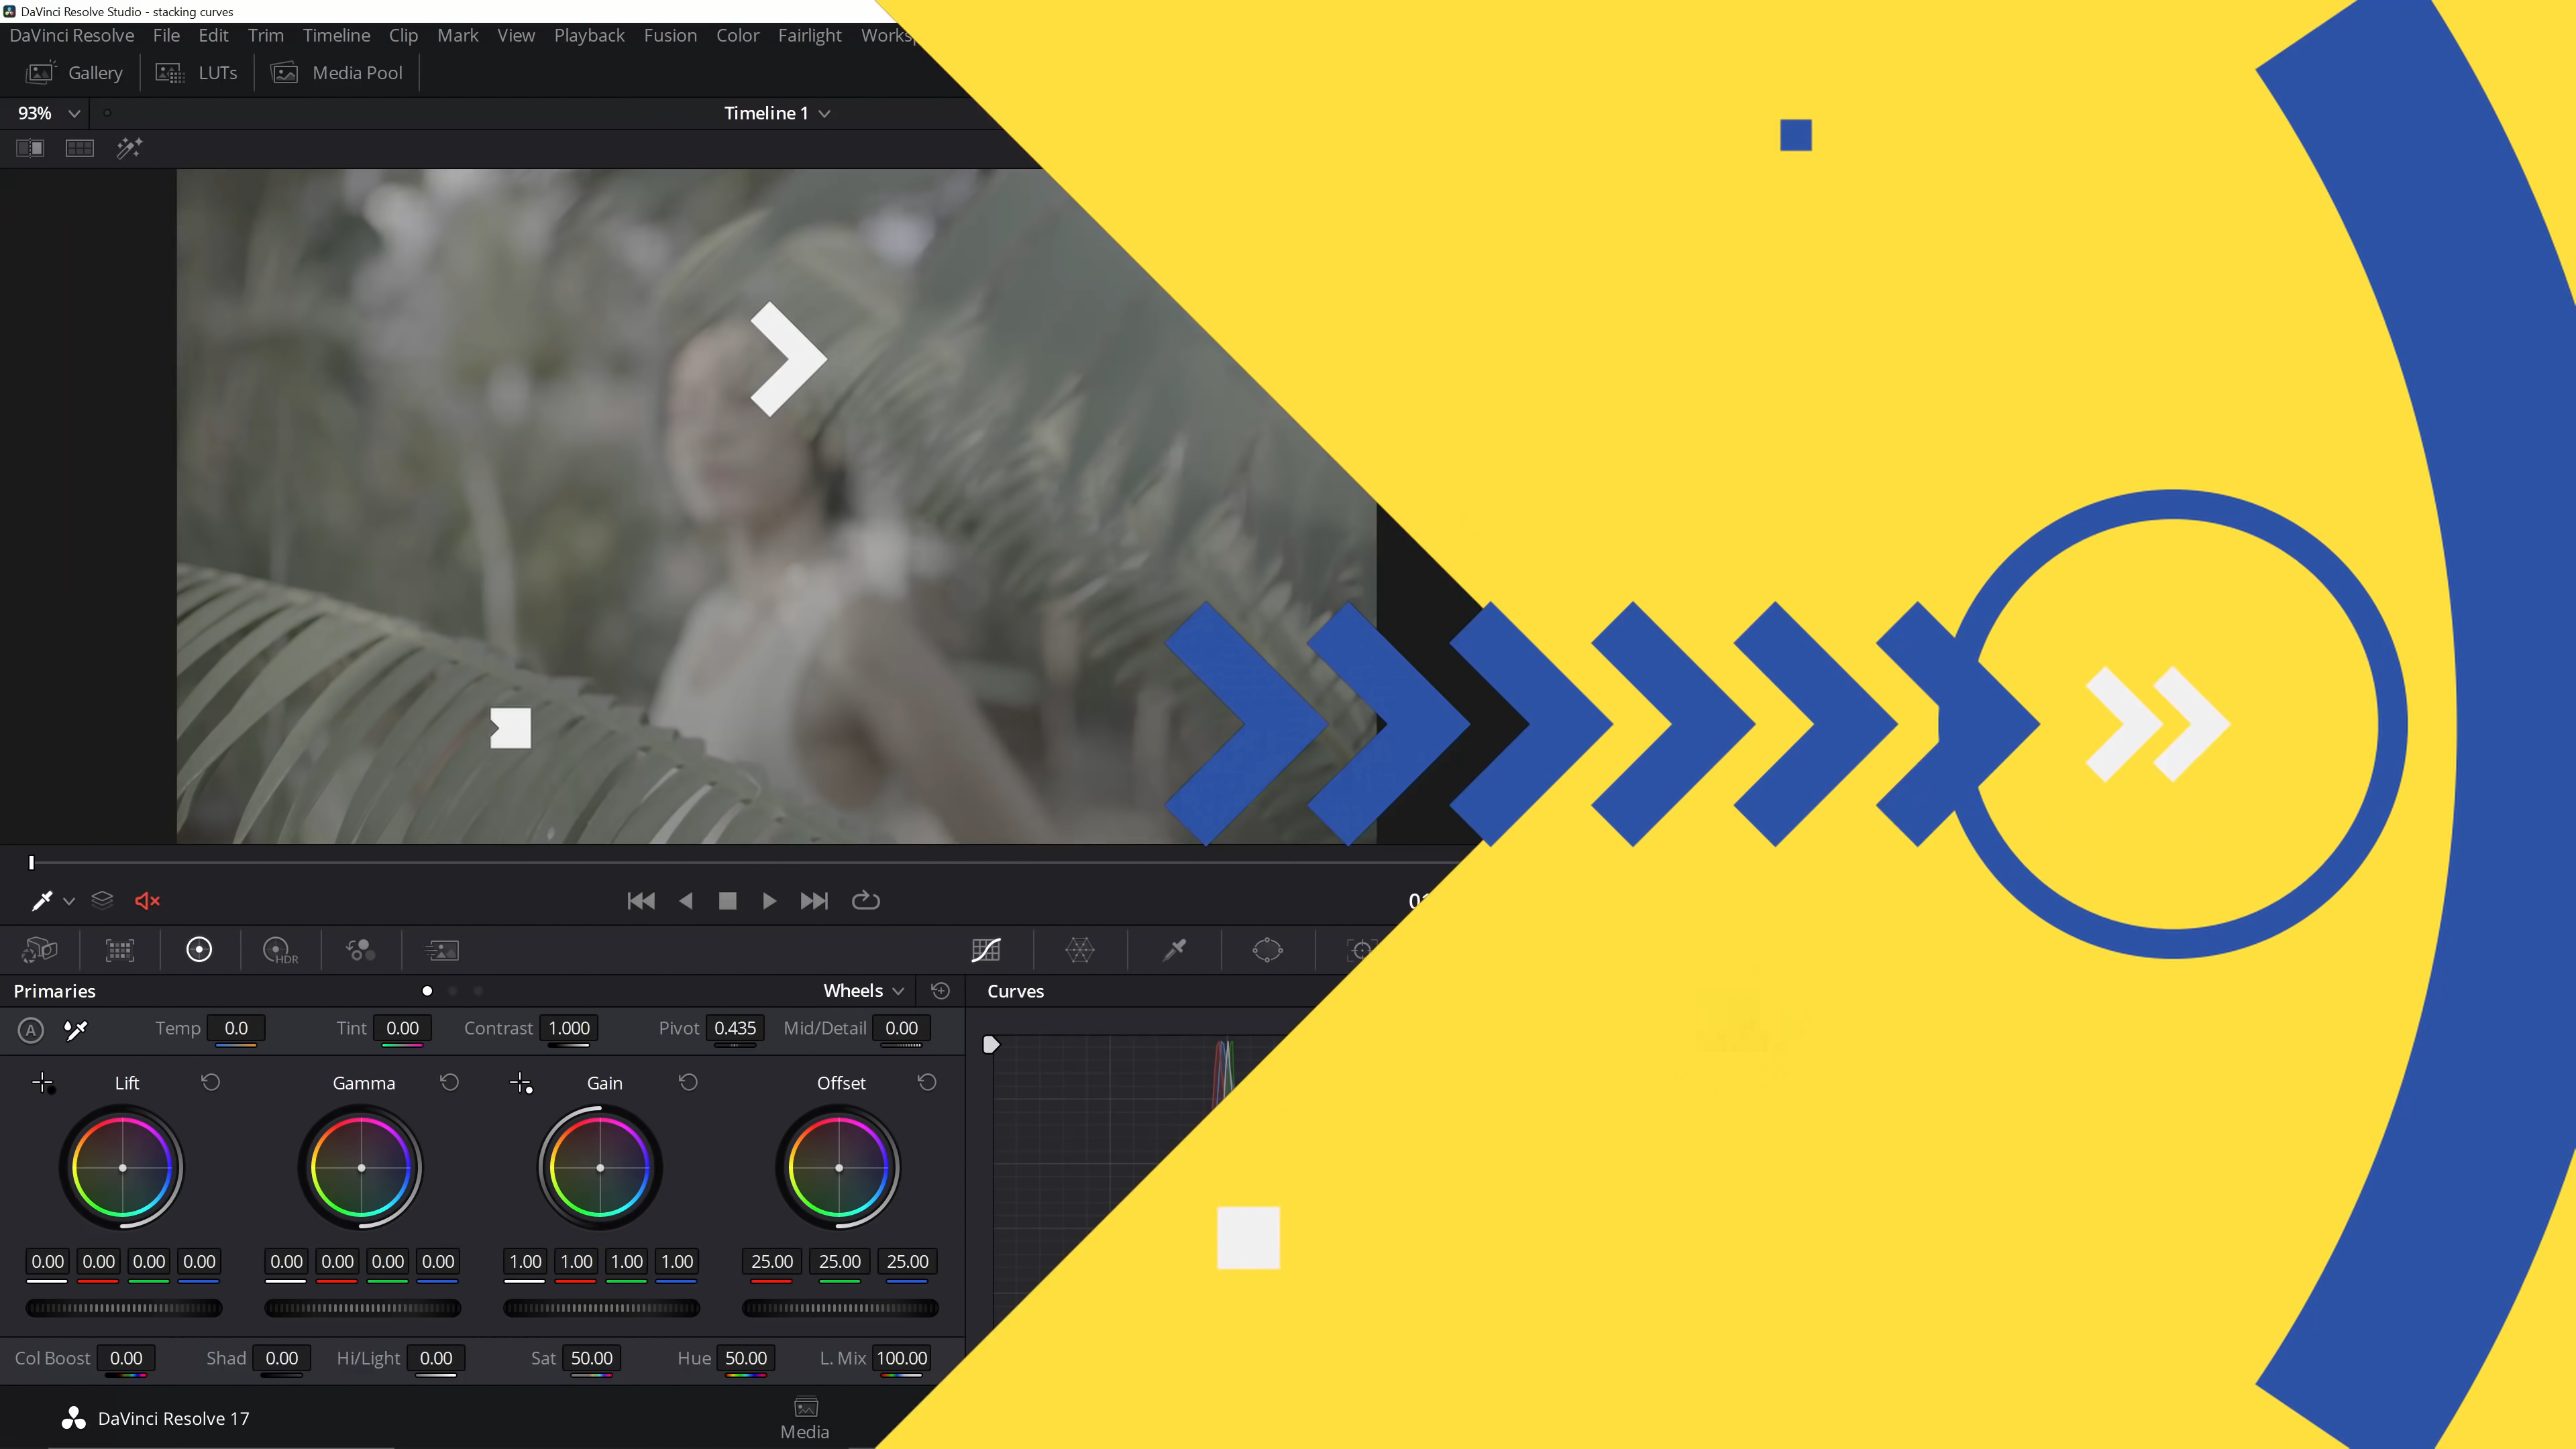 DaVinci Resolve Studio - stacking curves
DaVinci Resolve File Edit Trim Timeline Clip Mark View Playback Fusion Color Fairlight
Gallery LUTs Media Pool
93% Timeline 1
HDR
Primaries Wheels Curves
A Temp 0.0 Tint 0.00 Contrast 1.000 Pivot 0.435 Mid/Detail 0.00
Lift Gamma Gain Offset
0.00 0.00 0.00 0.00 0.00 0.00 0.00 0.00 1.00 1.00 1.00 1.00 25.00 25.00 25.00
Col Boost 0.00 Shad 0.00 Hi/Light 0.00 Sat 50.00 Hue 50.00 L. Mix 100.00
DaVinci Resolve 17 Media